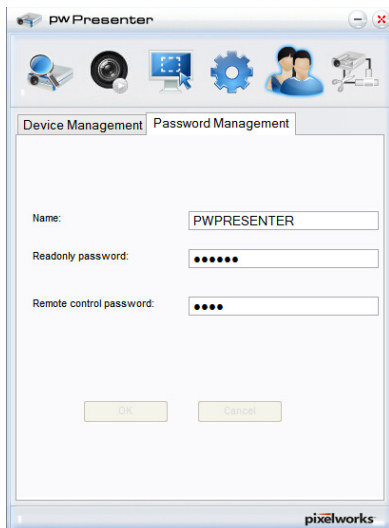 pwPresenter
Device Management Password Management
Name: PWPRESENTER
Readonly password: ●●●●●●
Remote control password: ●●●●
OK Cancel
pixelworks